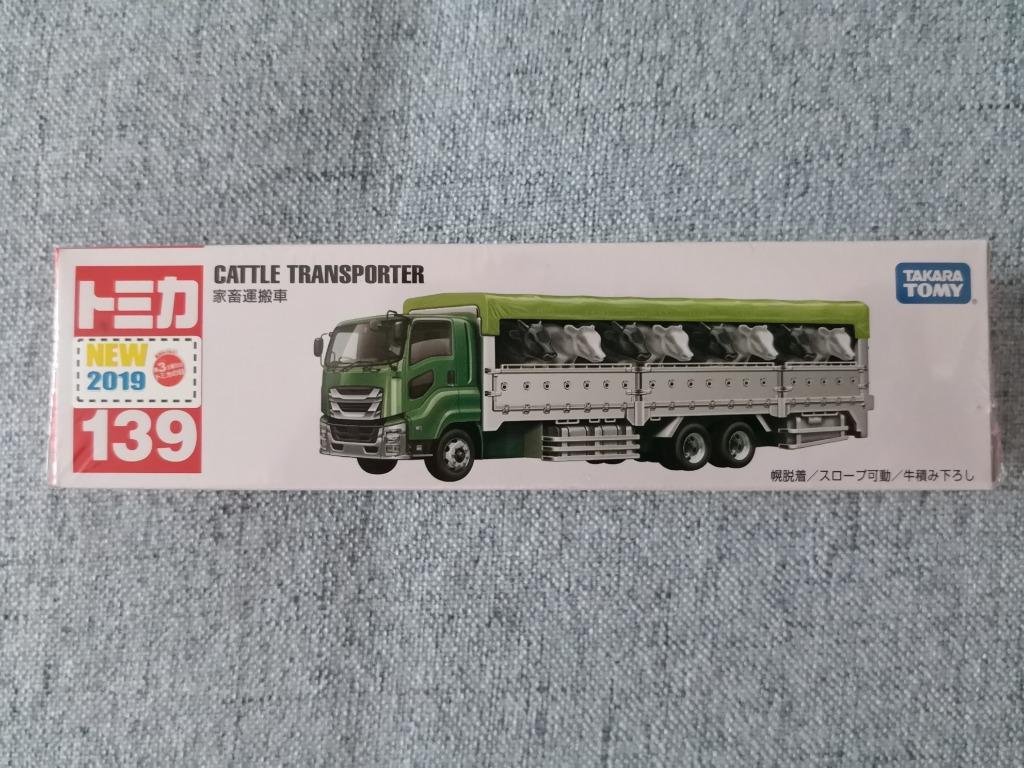 トミカ
NEW
2019
139
CATTLE TRANSPORTER
家畜運搬車
TAKARA
TOMY
幌脱着／スロープ可動／牛積み下ろし